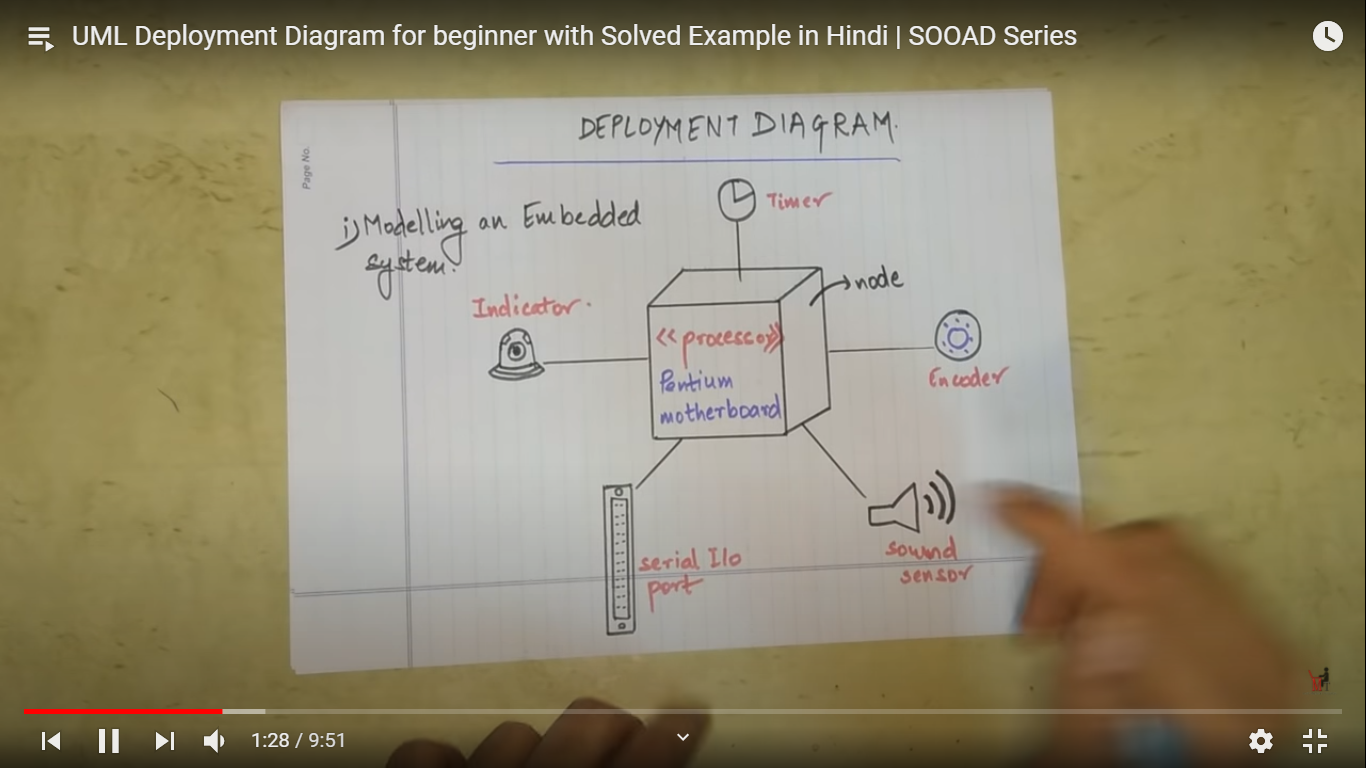 UML Deployment Diagram for beginner with Solved Example in Hindi | SOOAD Series
Page No.
DEPLOYMENT DIAGRAM.
i) Modelling an Embedded
system.
Timer
node
Indicator.
<<processor>>
Pentium
motherboard
Encoder
serial I/o
port
sound
sensor
1:28 / 9:51